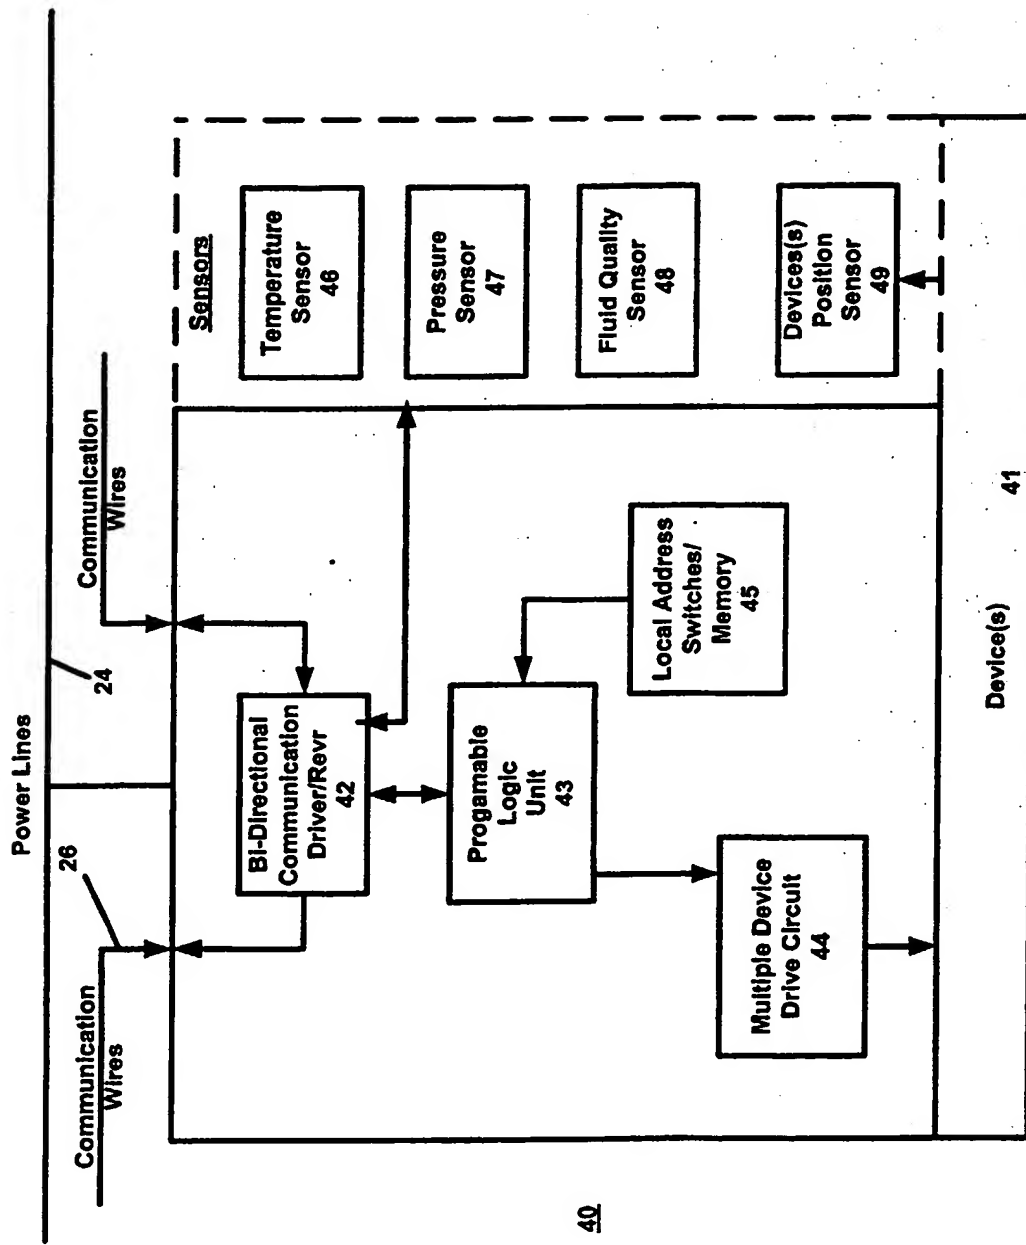 Power Lines
24
26
Communication
Wires
Communication
Wires
Sensors
Bi-Directional
Communication
Driver/Revr
42
Progamable
Logic
Unit
43
Multiple Device
Drive Circuit
44
Local Address
Switches/
Memory
45
Temperature
Sensor
46
Pressure
Sensor
47
Fluid Quality
Sensor
48
Devices(s)
Position
Sensor
49
Device(s)
41
40